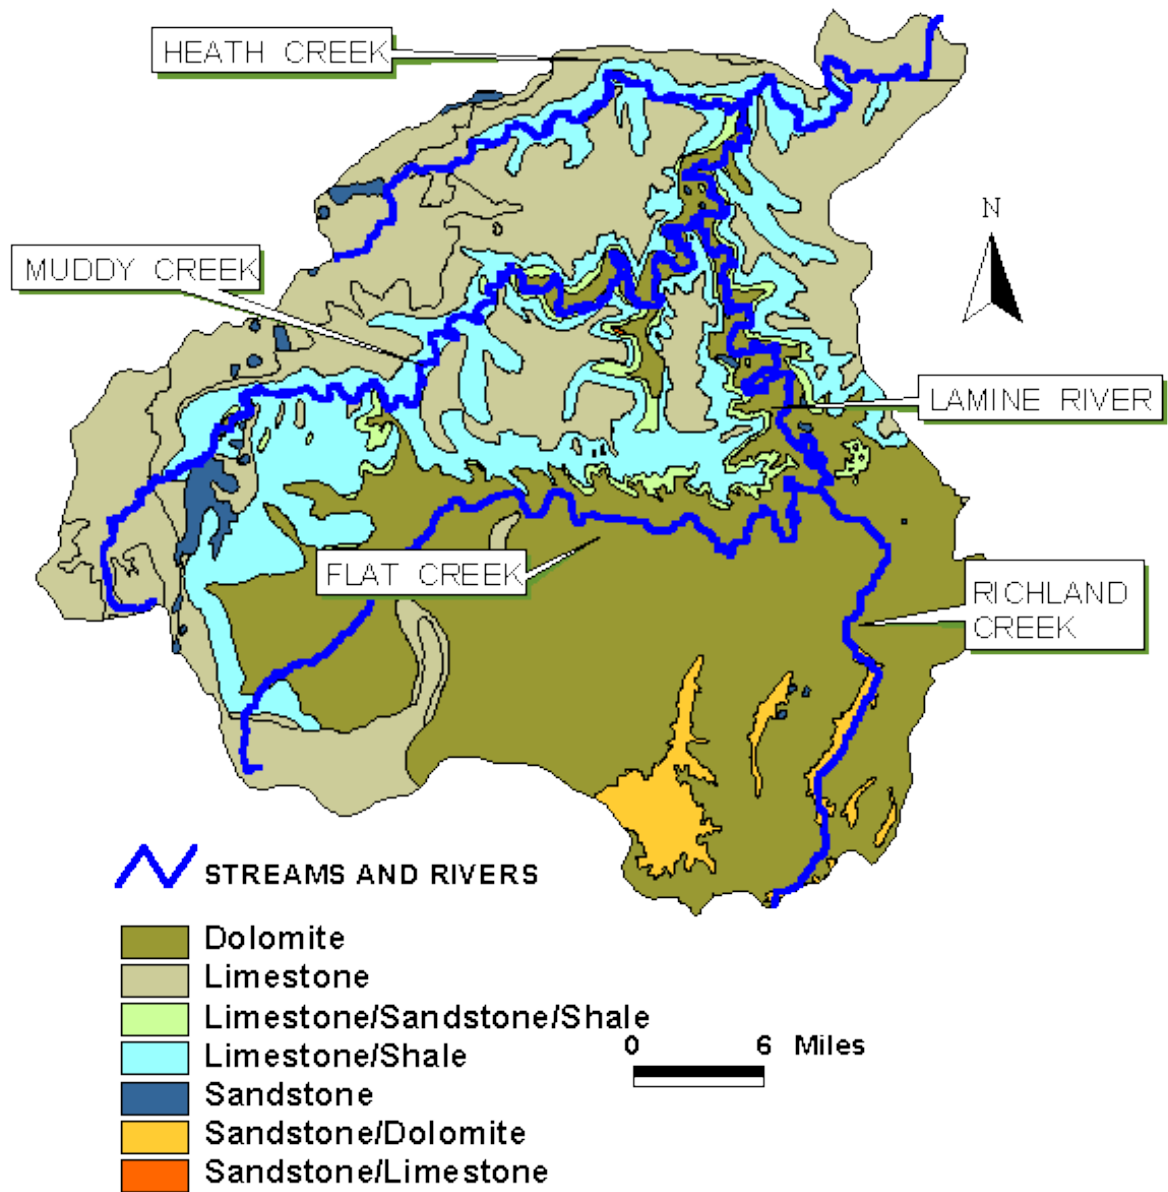 HEATH CREEK
N
MUDDY CREEK
LAMINE RIVER
FLAT CREEK
RICHLAND
CREEK
STREAMS AND RIVERS
Dolomite
Limestone
Limestone/Sandstone/Shale
0 6 Miles
Limestone/Shale
Sandstone
Sandstone/Dolomite
Sandstone/Limestone